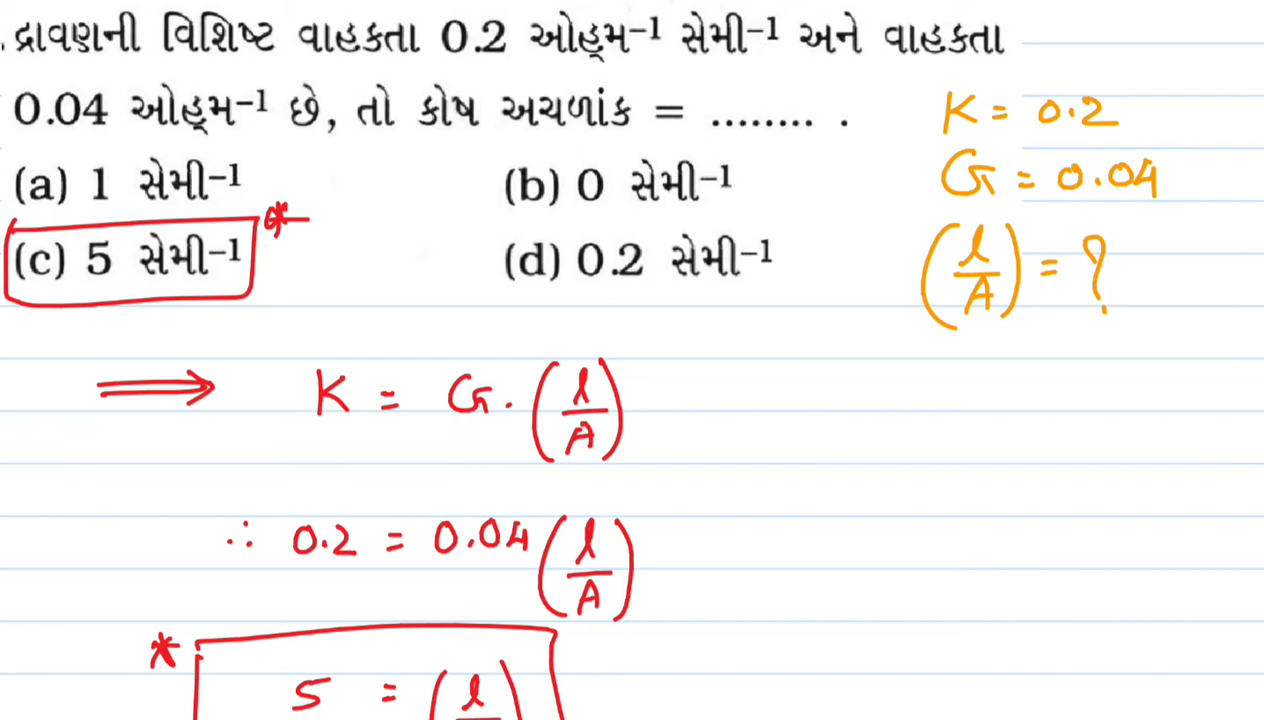 . દ્રાવણની વિશિષ્ટ વાહકતા 0.2 ઓહ્મ⁻¹ સેમી⁻¹ અને વાહકતા
0.04 ઓહ્મ⁻¹ છે, તો કોષ અચળાંક = ........ .
(a) 1 સેમી⁻¹ (b) 0 સેમી⁻¹
(c) 5 સેમી⁻¹ * (d) 0.2 સેમી⁻¹
K = 0.2
G = 0.04
(l/A) = ?
⟹ K = G · (l/A)
∴ 0.2 = 0.04 (l/A)
* 5 = (l